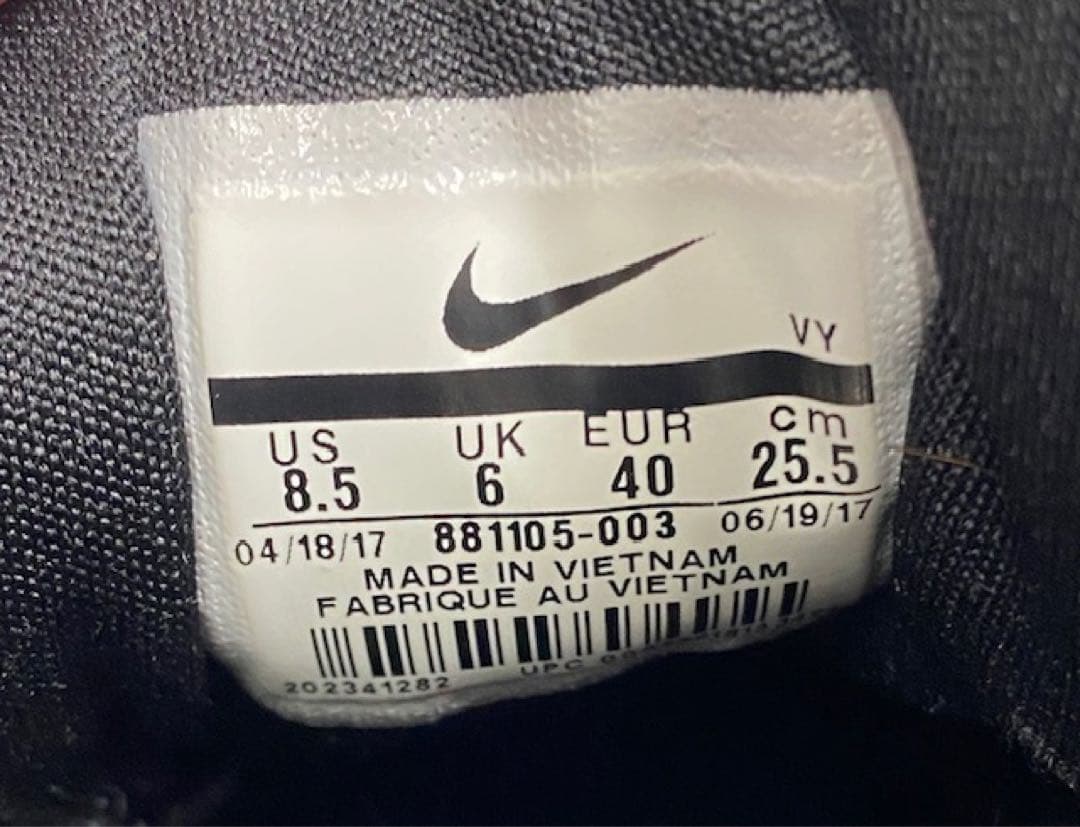 VY
US UK EUR cm
8.5 6 40 25.5
04/18/17 881105-003 06/19/17
MADE IN VIETNAM
FABRIQUE AU VIETNAM
202341282 UPC